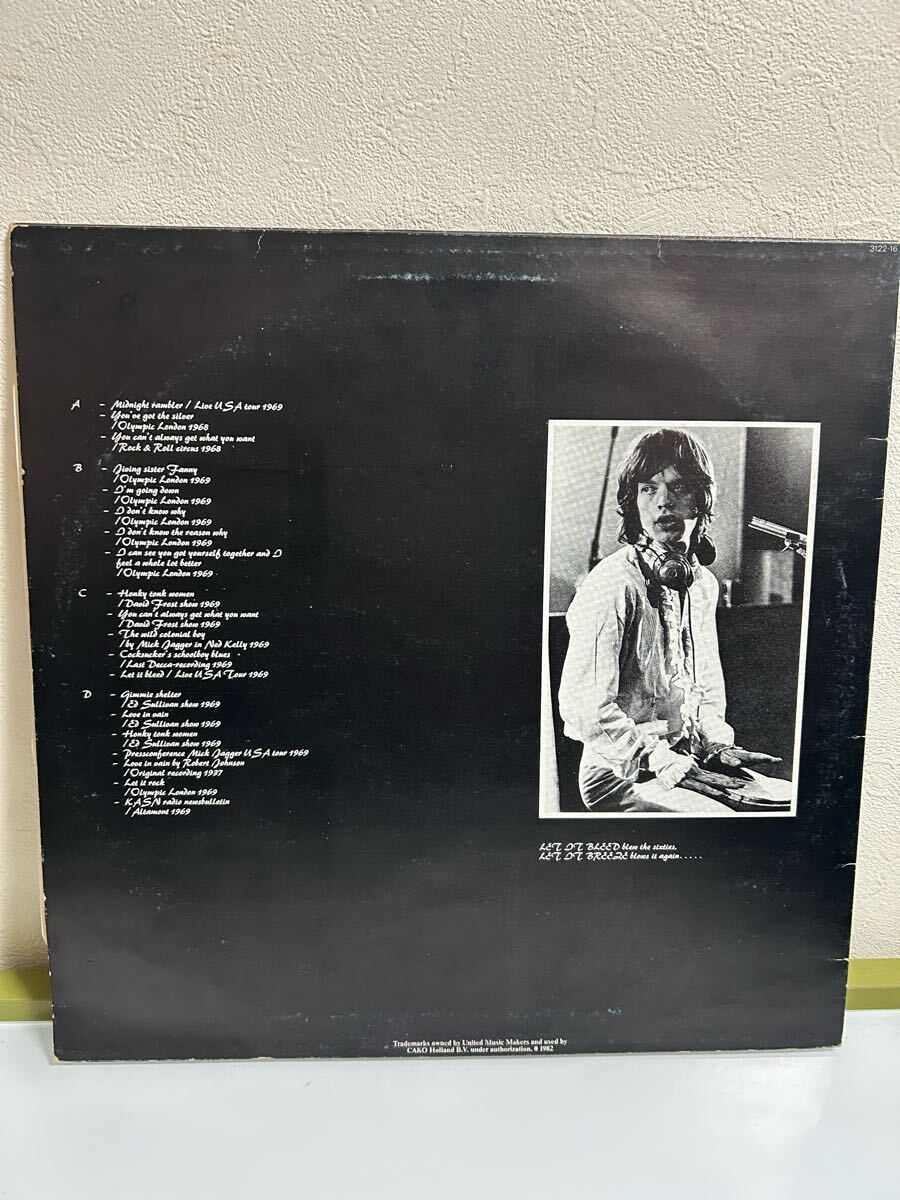 3122-16
A - Midnight rambler / Live USA tour 1969
- You've got the silver
/ Olympic London 1968
- You can't always get what you want
/ Rock & Roll circus 1968
B - Jiving sister Fanny
/ Olympic London 1969
- I'm going down
/ Olympic London 1969
- I don't know why
/ Olympic London 1969
- I don't know the reason why
/ Olympic London 1969
- I can see you got yourself together and I
feel a whole lot better
/ Olympic London 1969
C - Honky tonk women
/ David Frost show 1969
- You can't always get what you want
/ David Frost show 1969
- The wild colonial boy
/ by Mick Jagger in Ned Kelly 1969
- Cocksucker's schoolboy blues
/ Last Decca-recording 1969
- Let it bleed / Live USA Tour 1969
D - Gimmie shelter
/ Ed Sullivan show 1969
- Love in vain
/ Ed Sullivan show 1969
- Honky tonk women
/ Ed Sullivan show 1969
- Pressconference Mick Jagger USA tour 1969
- Love in vain by Robert Johnson
/ Original recording 1937
- Let it rock
/ Olympic London 1969
- KASN radio newsbulletin
/ Altamont 1969
LET IT BLEED blew the sixties,
LET IT BREEZE blows it again.....
Trademarks owned by United Music Makers and used by
CAKO Holland B.V. under authorization. © 1982